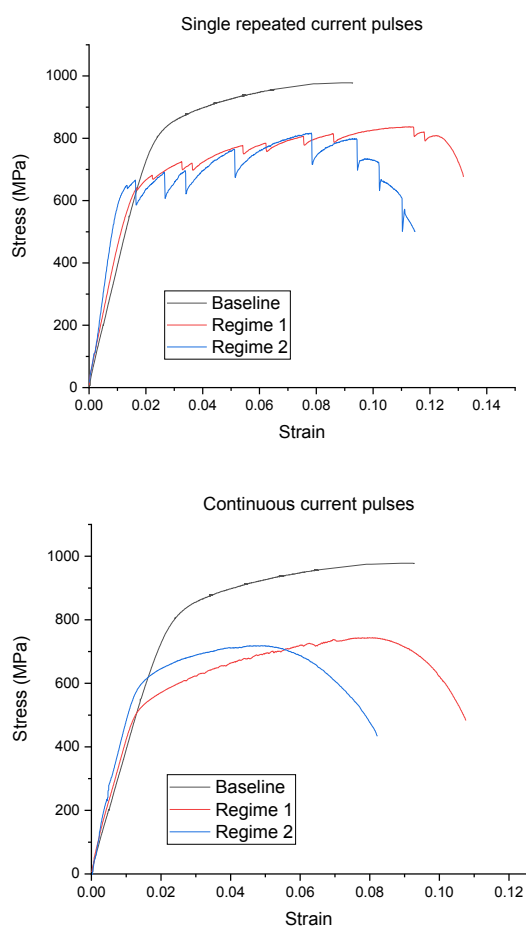 Single repeated current pulses
1000
800
600
400
200
0
Stress (MPa)
Baseline
Regime 1
Regime 2
0.00 0.02 0.04 0.06 0.08 0.10 0.12 0.14
Strain
Continuous current pulses
1000
800
600
400
200
0
Stress (MPa)
Baseline
Regime 1
Regime 2
0.00 0.02 0.04 0.06 0.08 0.10 0.12
Strain